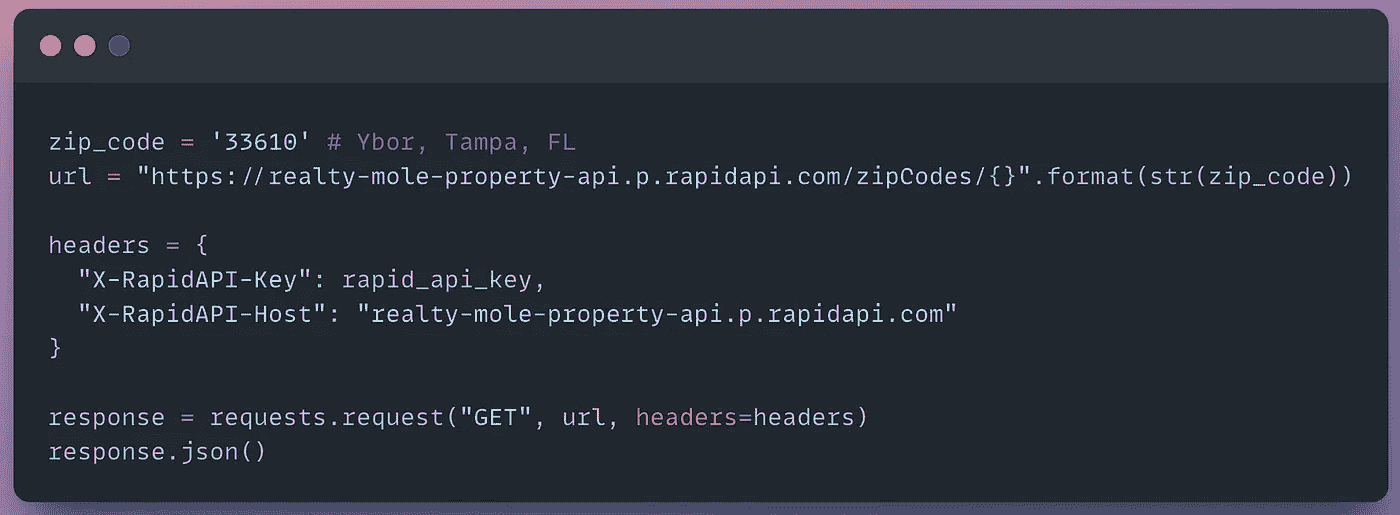 zip_code = '33610' # Ybor, Tampa, FL
url = "https://realty-mole-property-api.p.rapidapi.com/zipCodes/{}".format(str(zip_code))
headers = {
"X-RapidAPI-Key": rapid_api_key,
"X-RapidAPI-Host": "realty-mole-property-api.p.rapidapi.com"
}
response = requests.request("GET", url, headers=headers)
response.json()